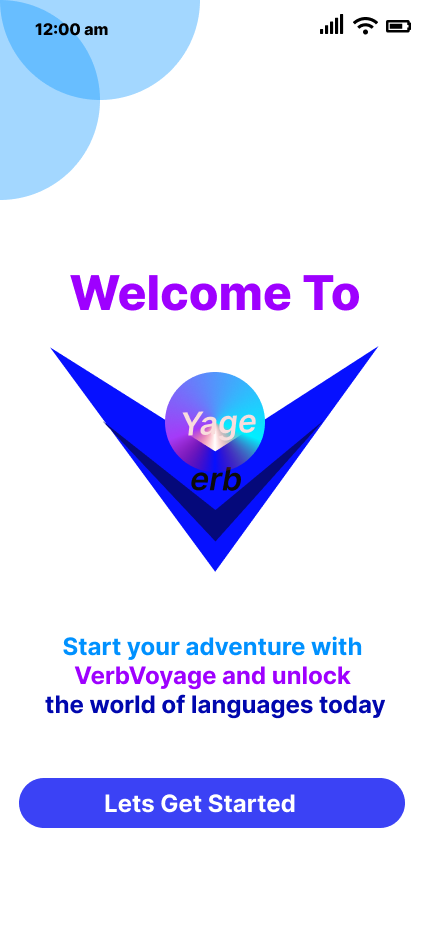 12:00 am
Welcome To
Yage
erb
Start your adventure with
VerbVoyage and unlock
the world of languages today
Lets Get Started